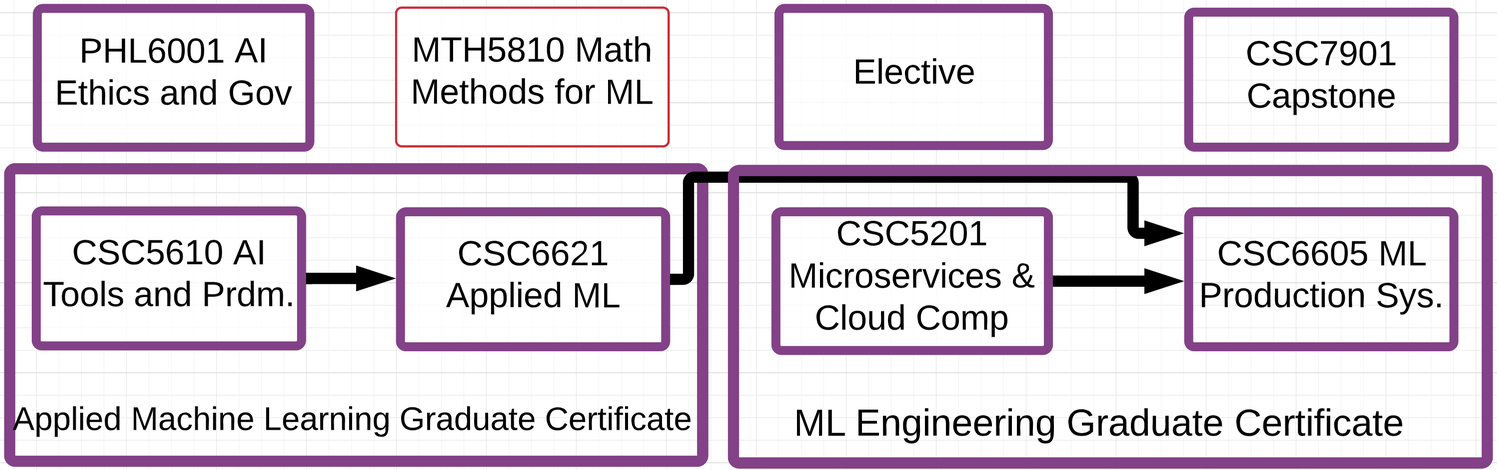 PHL6001 AI
Ethics and Gov
MTH5810 Math
Methods for ML
Elective
CSC7901
Capstone
CSC5610 AI
Tools and Prdm.
CSC6621
Applied ML
CSC5201
Microservices &
Cloud Comp
CSC6605 ML
Production Sys.
Applied Machine Learning Graduate Certificate
ML Engineering Graduate Certificate